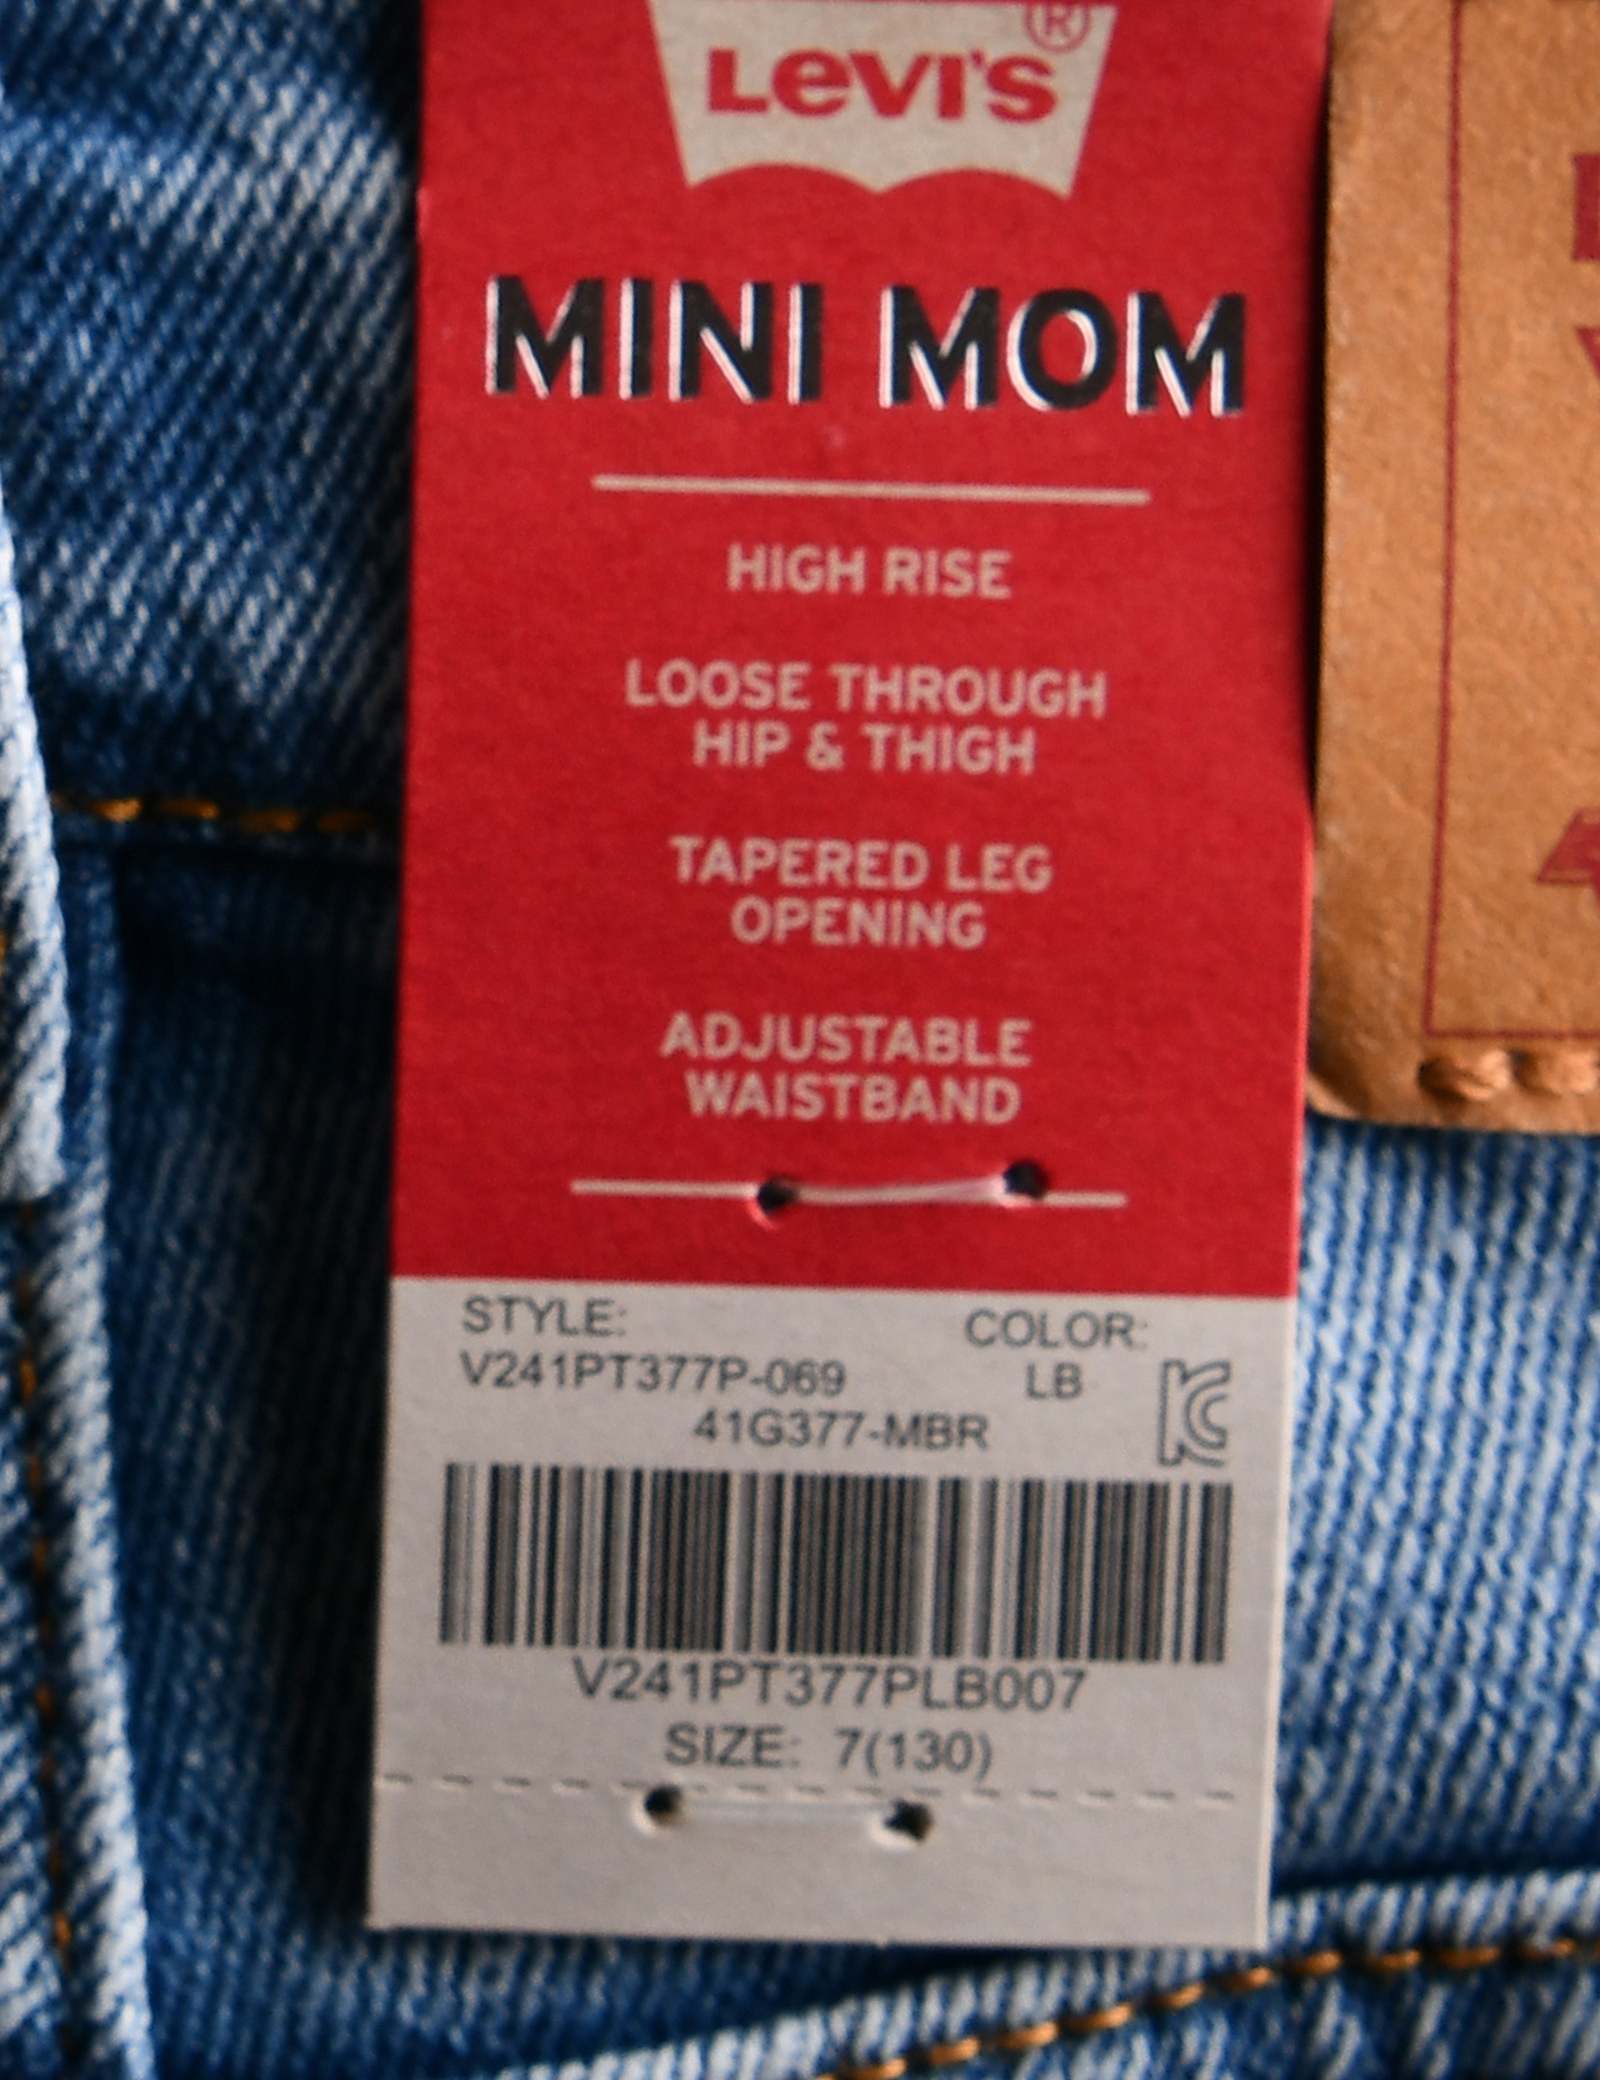 Levi's®
MINI MOM
HIGH RISE
LOOSE THROUGH
HIP & THIGH
TAPERED LEG
OPENING
ADJUSTABLE
WAISTBAND
STYLE: COLOR:
V241PT377P-069 LB
41G377-MBR
V241PT377PLB007
SIZE: 7(130)